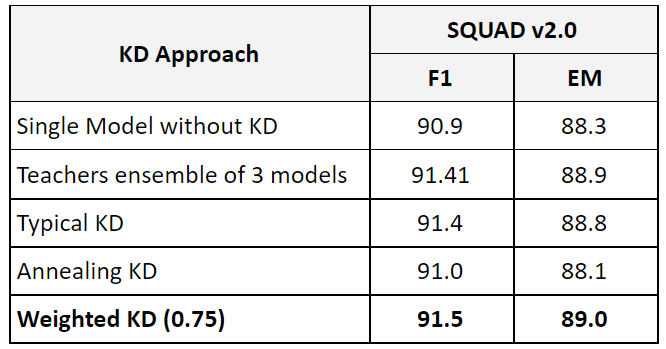 KD Approach
SQUAD v2.0
F1 EM
Single Model without KD 90.9 88.3
Teachers ensemble of 3 models 91.41 88.9
Typical KD 91.4 88.8
Annealing KD 91.0 88.1
Weighted KD (0.75) 91.5 89.0